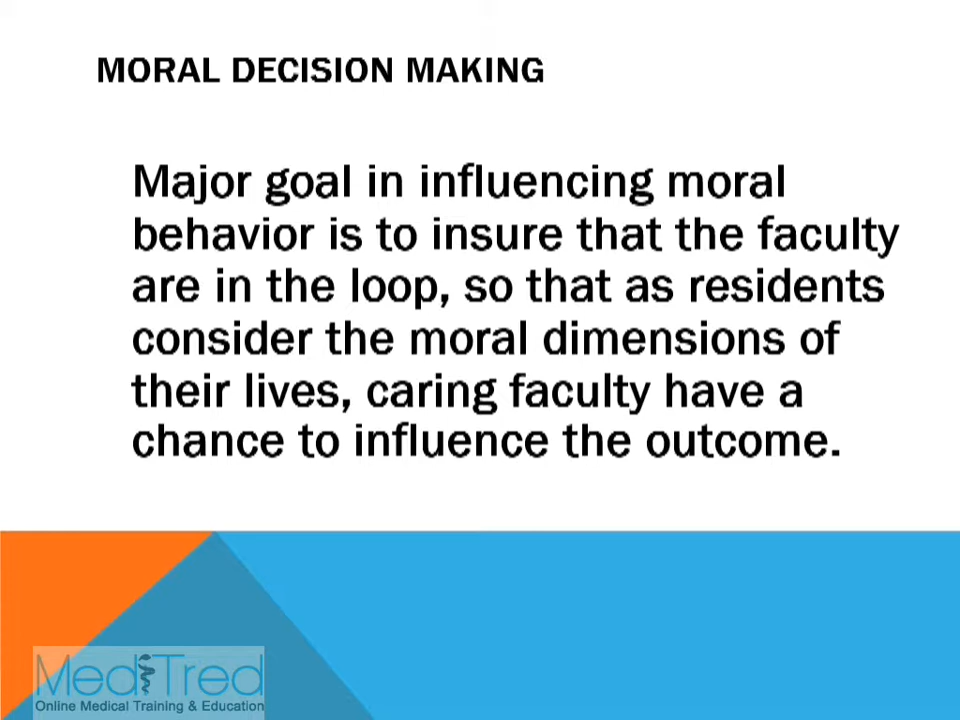 MORAL DECISION MAKING
Major goal in influencing moral
behavior is to insure that the faculty
are in the loop, so that as residents
consider the moral dimensions of
their lives, caring faculty have a
chance to influence the outcome.
MediTred
Online Medical Training & Education